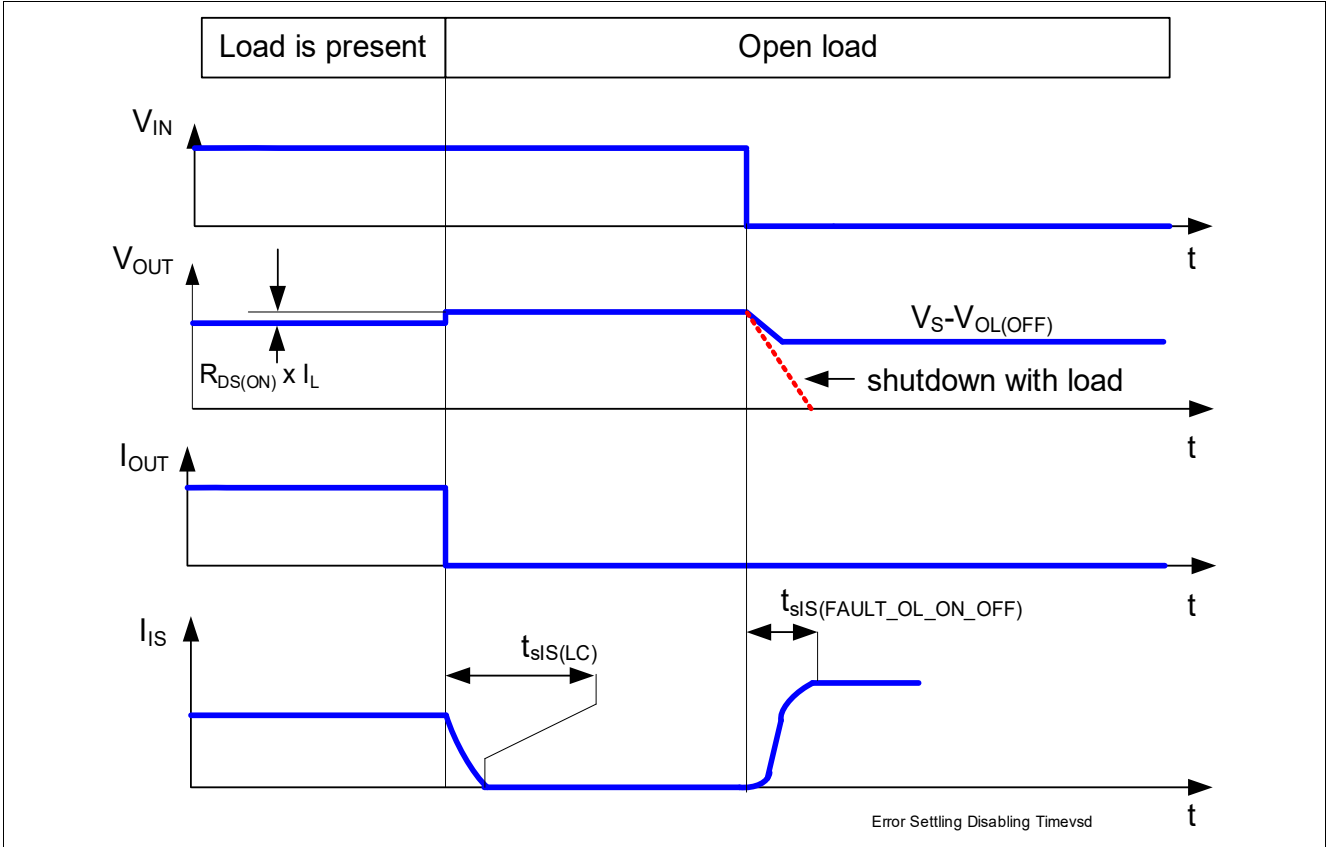 Load is present
Open load
VIN
t
VOUT
RDS(ON) x IL
VS-VOL(OFF)
shutdown with load
t
IOUT
t
IIS
tsIS(LC)
tsIS(FAULT_OL_ON_OFF)
t
Error Settling Disabling Timevsd